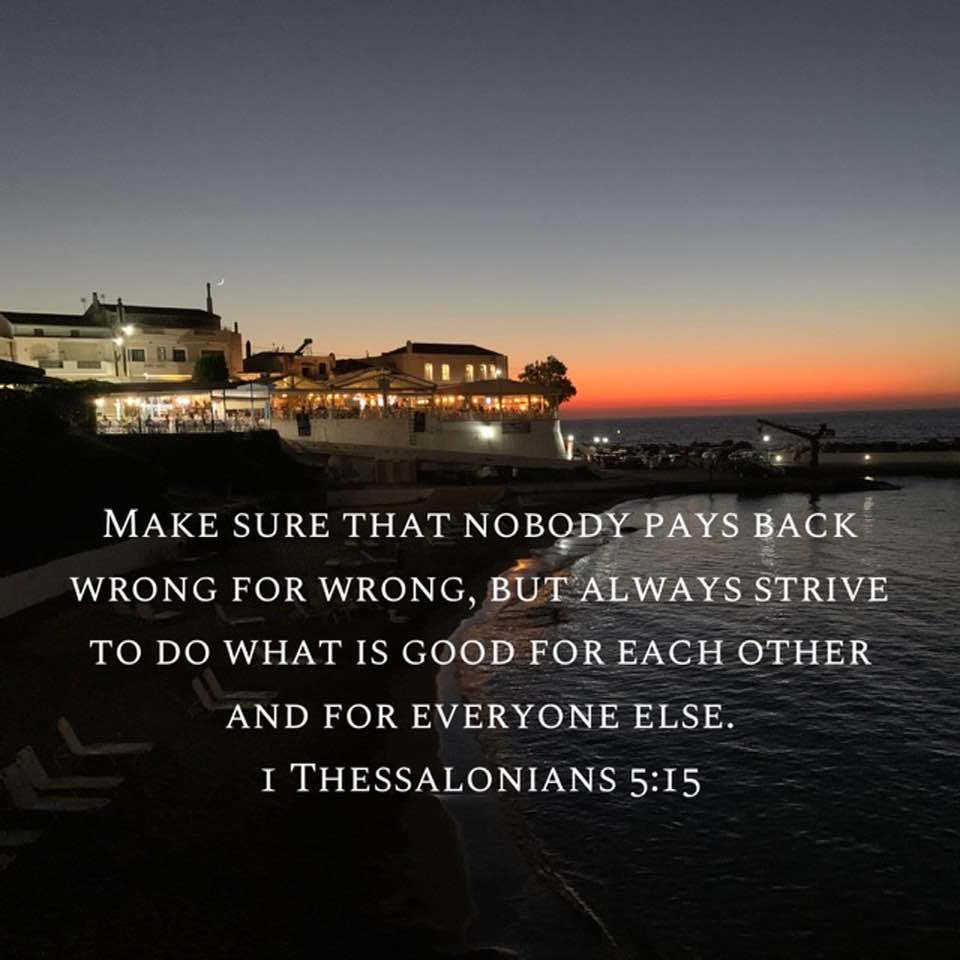 Make sure that nobody pays back
wrong for wrong, but always strive
to do what is good for each other
and for everyone else.
1 Thessalonians 5:15